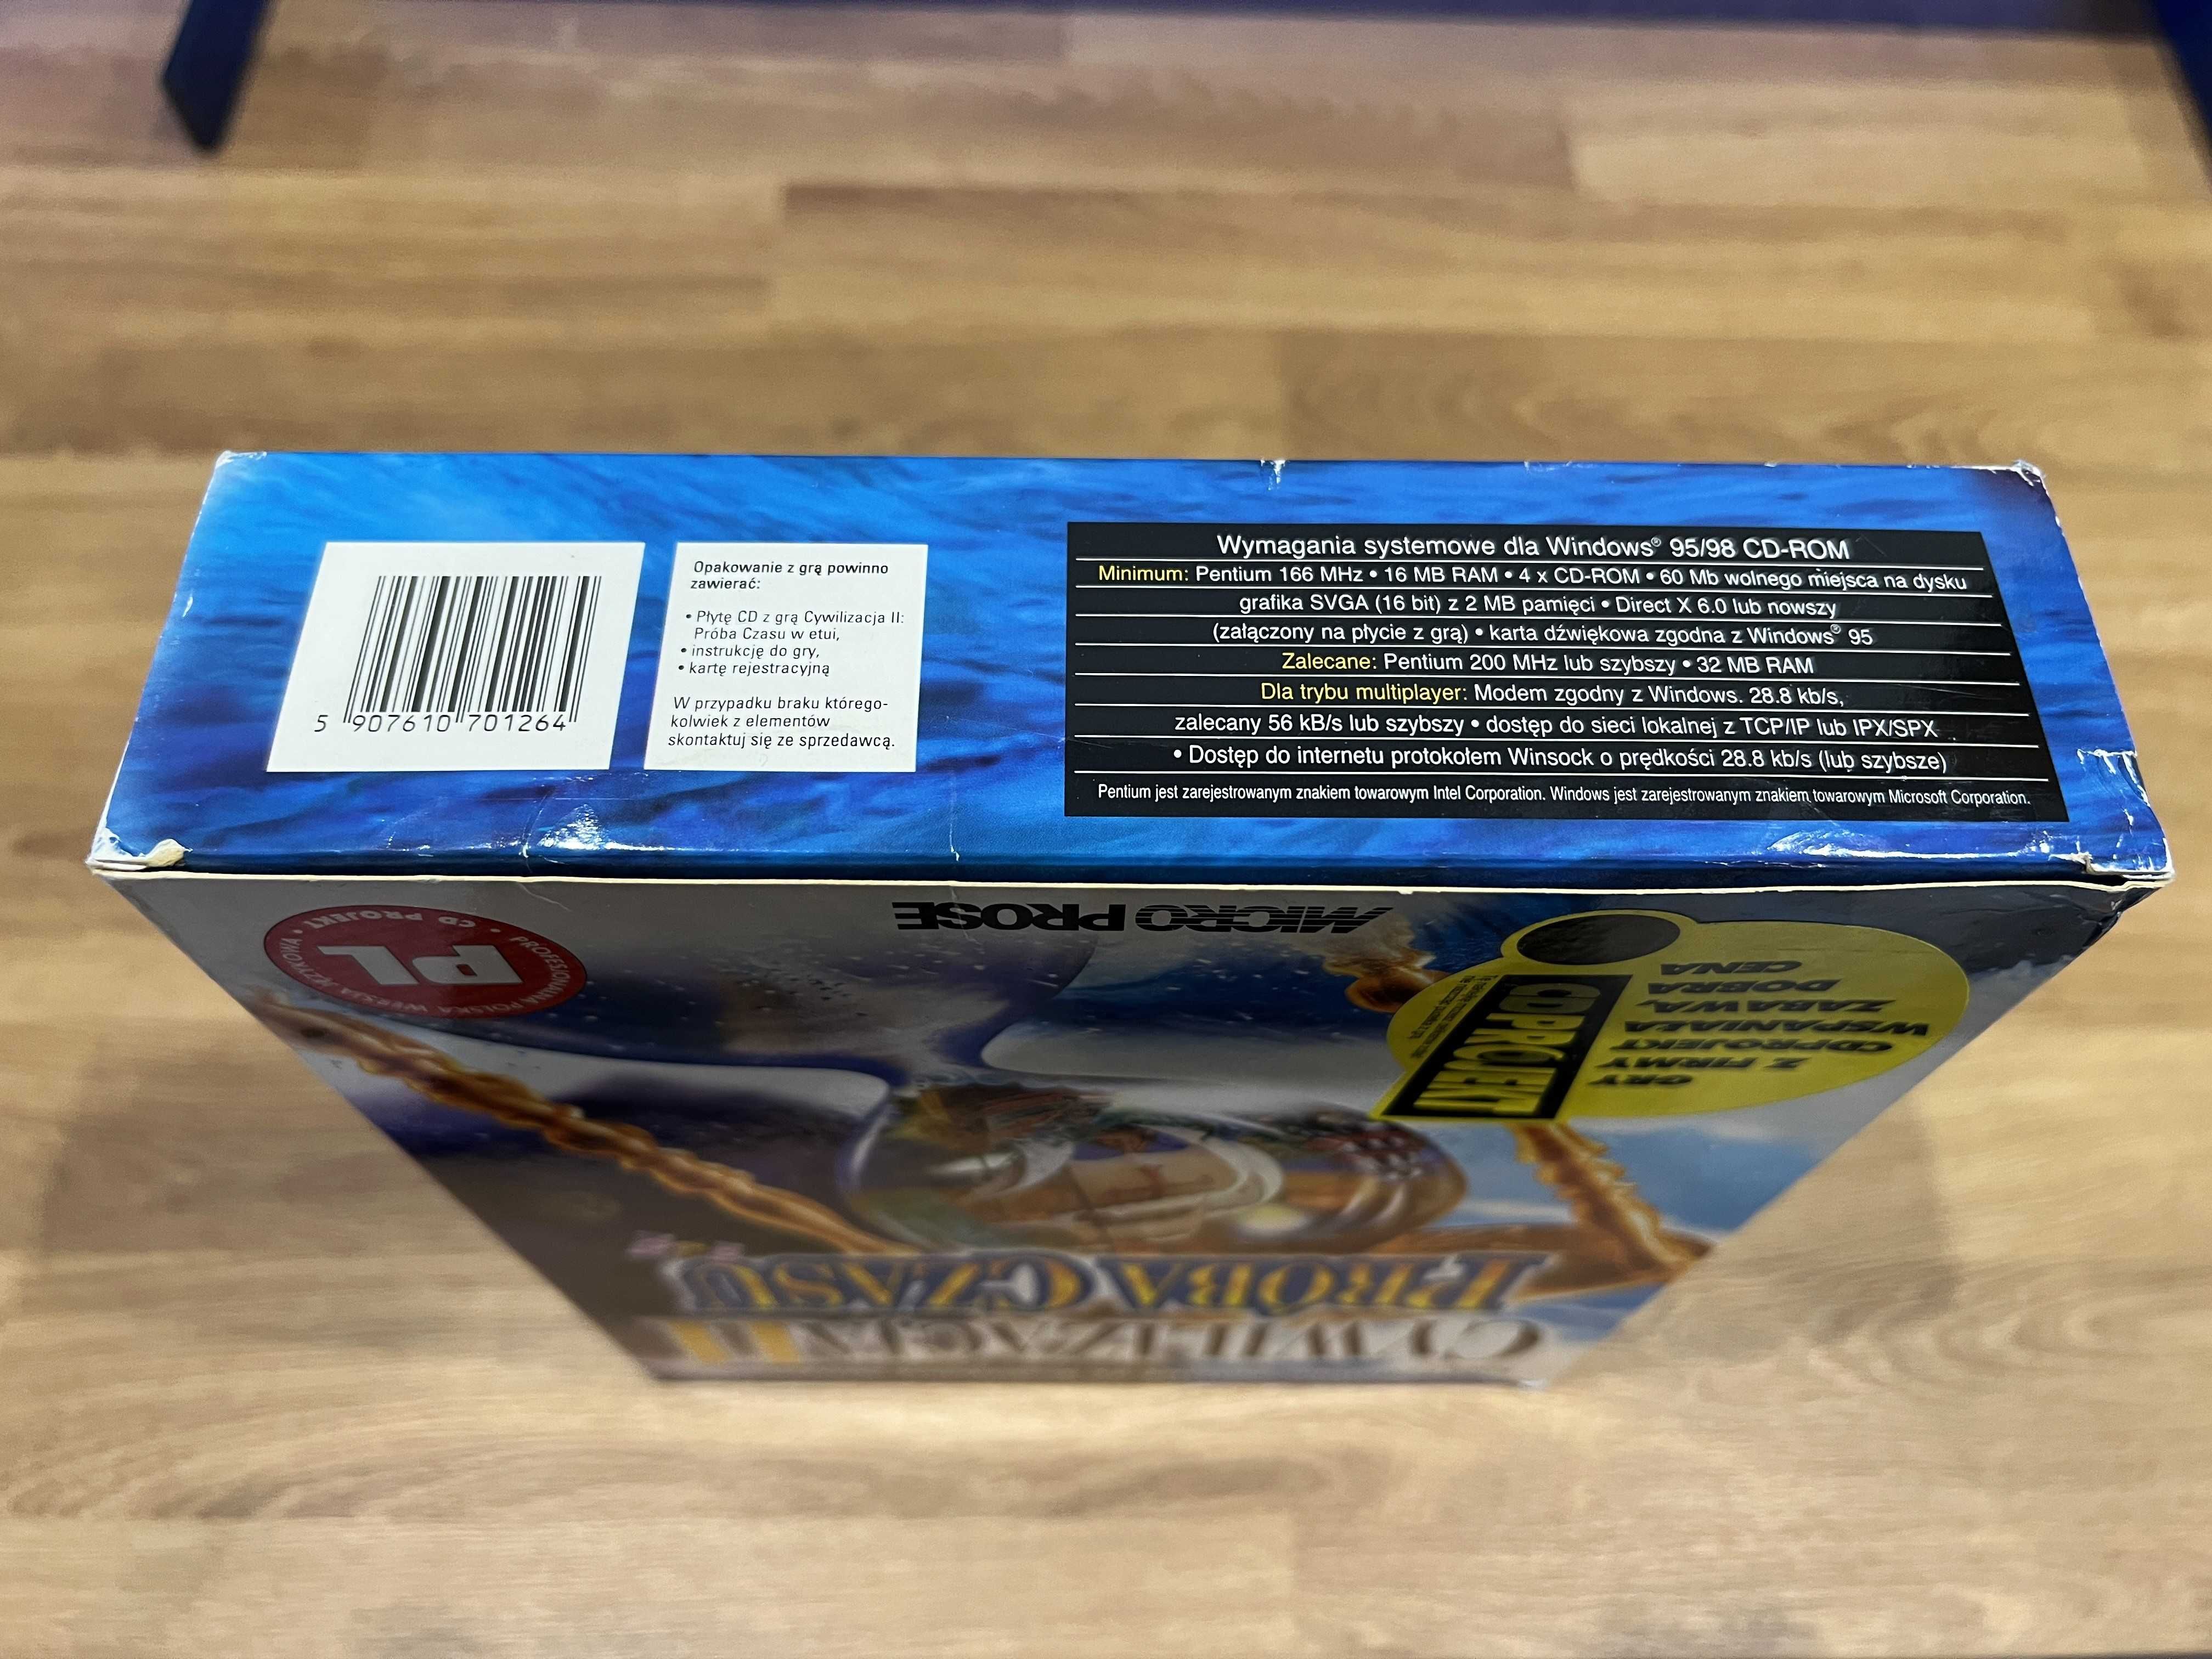 5 907610 701264
Opakowanie z grą powinno
zawierać:
• Płytę CD z grą Cywilizacja II:
Próba Czasu w etui,
• instrukcję do gry,
• kartę rejestracyjną
W przypadku braku którego-
kolwiek z elementów
skontaktuj się ze sprzedawcą.
Wymagania systemowe dla Windows® 95/98 CD-ROM
Minimum: Pentium 166 MHz • 16 MB RAM • 4 x CD-ROM • 60 Mb wolnego miejsca na dysku
grafika SVGA (16 bit) z 2 MB pamięci • Direct X 6.0 lub nowszy
(załączony na płycie z grą) • karta dźwiękowa zgodna z Windows® 95
Zalecane: Pentium 200 MHz lub szybszy • 32 MB RAM
Dla trybu multiplayer: Modem zgodny z Windows. 28.8 kb/s,
zalecany 56 kB/s lub szybszy • dostęp do sieci lokalnej z TCP/IP lub IPX/SPX
• Dostęp do internetu protokołem Winsock o prędkości 28.8 kb/s (lub szybsze)
Pentium jest zarejestrowanym znakiem towarowym Intel Corporation. Windows jest zarejestrowanym znakiem towarowym Microsoft Corporation.
CYWILIZACJA II
PRÓBA CZASU
GRY
Z FIRMY
CDPROJEKT
WSPANIAŁA
ZABAWA,
DOBRA
CENA
CDPROJEKT
PROFESJONALNA POLSKA WERSJA JĘZYKOWA • CD PROJEKT •
PL
MICRO PROSE